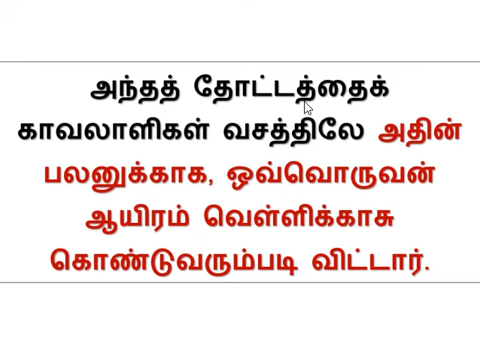 அந்தத் தோட்டத்தைக்
காவலாளிகள் வசத்திலே அதின்
பலனுக்காக, ஒவ்வொருவன்
ஆயிரம் வெள்ளிக்காசு
கொண்டுவரும்படி விட்டார்.